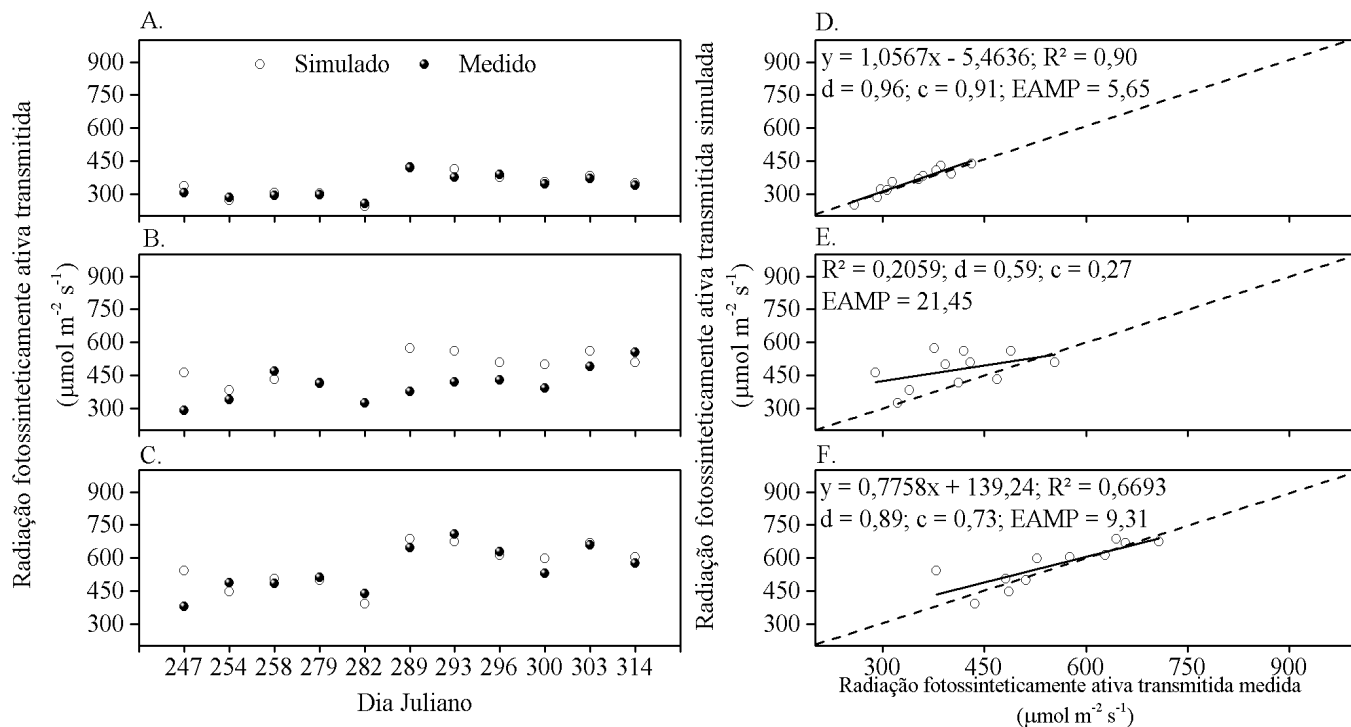 Radiação fotossinteticamente ativa transmitida
(µmol m⁻² s⁻¹)
A.
Simulado Medido
900
750
600
450
300
B.
900
750
600
450
300
C.
900
750
600
450
300
247 254 258 279 282 289 293 296 300 303 314
Dia Juliano
Radiação fotossinteticamente ativa transmitida simulada
(µmol m⁻² s⁻¹)
D.
y = 1,0567x - 5,4636; R² = 0,90
d = 0,96; c = 0,91; EAMP = 5,65
900
750
600
450
300
E.
R² = 0,2059; d = 0,59; c = 0,27
EAMP = 21,45
900
750
600
450
300
F.
y = 0,7758x + 139,24; R² = 0,6693
d = 0,89; c = 0,73; EAMP = 9,31
900
750
600
450
300
300 450 600 750 900
Radiação fotossinteticamente ativa transmitida medida
(µmol m⁻² s⁻¹)